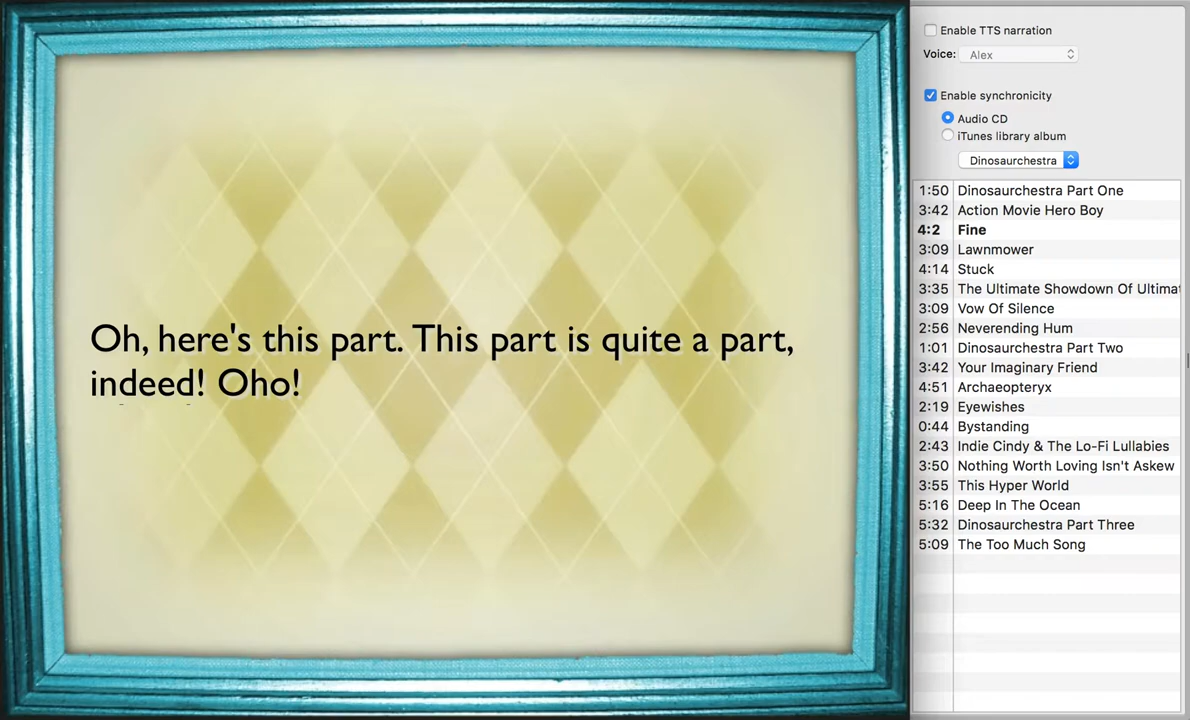 Oh, here's this part. This part is quite a part,
indeed! Oho!
Enable TTS narration
Voice: Alex
Enable synchronicity
Audio CD
iTunes library album
Dinosaurchestra
1:50 Dinosaurchestra Part One
3:42 Action Movie Hero Boy
4:2 Fine
3:09 Lawnmower
4:14 Stuck
3:35 The Ultimate Showdown Of Ultimat
3:09 Vow Of Silence
2:56 Neverending Hum
1:01 Dinosaurchestra Part Two
3:42 Your Imaginary Friend
4:51 Archaeopteryx
2:19 Eyewishes
0:44 Bystanding
2:43 Indie Cindy & The Lo-Fi Lullabies
3:50 Nothing Worth Loving Isn't Askew
3:55 This Hyper World
5:16 Deep In The Ocean
5:32 Dinosaurchestra Part Three
5:09 The Too Much Song